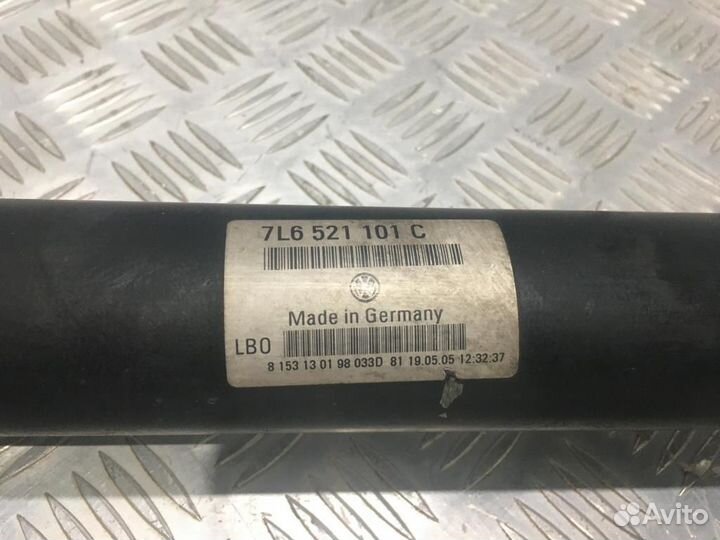 7L6 521 101 C
Made in Germany
LBO
8 153 13 01 98 033D 81 19.05.05 12:32:37
Avito